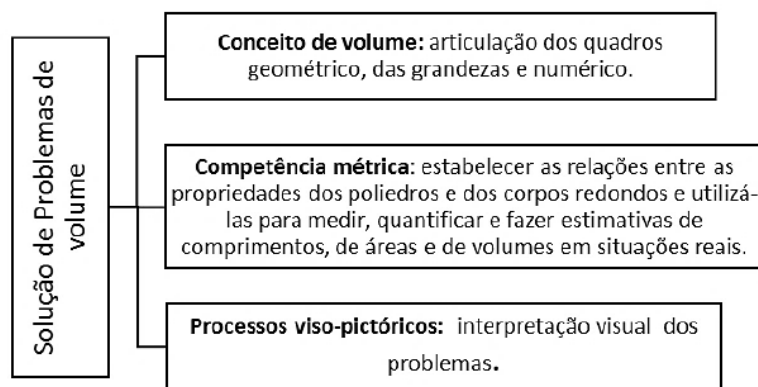 Solução de Problemas de
volume
Conceito de volume: articulação dos quadros
geométrico, das grandezas e numérico.
Competência métrica: estabelecer as relações entre as
propriedades dos poliedros e dos corpos redondos e utilizá-
las para medir, quantificar e fazer estimativas de
comprimentos, de áreas e de volumes em situações reais.
Processos viso-pictóricos: interpretação visual dos
problemas.